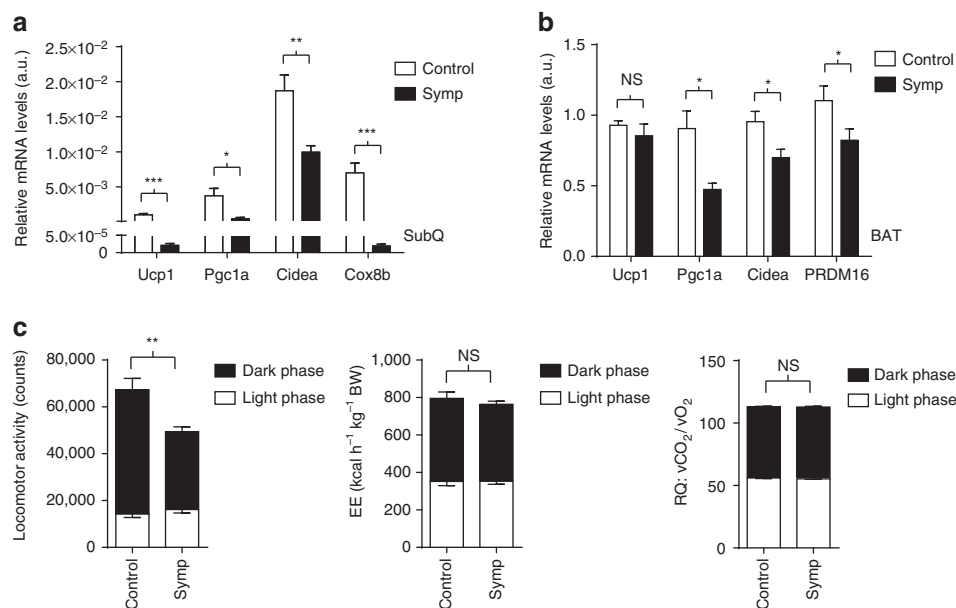 a
Relative mRNA levels (a.u.)
2.5×10⁻²
2.0×10⁻²
1.5×10⁻²
1.0×10⁻²
5.0×10⁻³
5.0×10⁻⁵
0
***
*
**
***
Control
Symp
SubQ
Ucp1 Pgc1a Cidea Cox8b
b
Relative mRNA levels (a.u.)
1.5
1.0
0.5
0.0
NS
*
*
*
Control
Symp
BAT
Ucp1 Pgc1a Cidea PRDM16
c
Locomotor activity (counts)
80,000
60,000
40,000
20,000
0
**
Dark phase
Light phase
Control
Symp
EE (kcal h⁻¹ kg⁻¹ BW)
1,000
800
600
400
200
0
NS
Dark phase
Light phase
Control
Symp
RQ: vCO₂/vO₂
150
100
50
0
NS
Dark phase
Light phase
Control
Symp